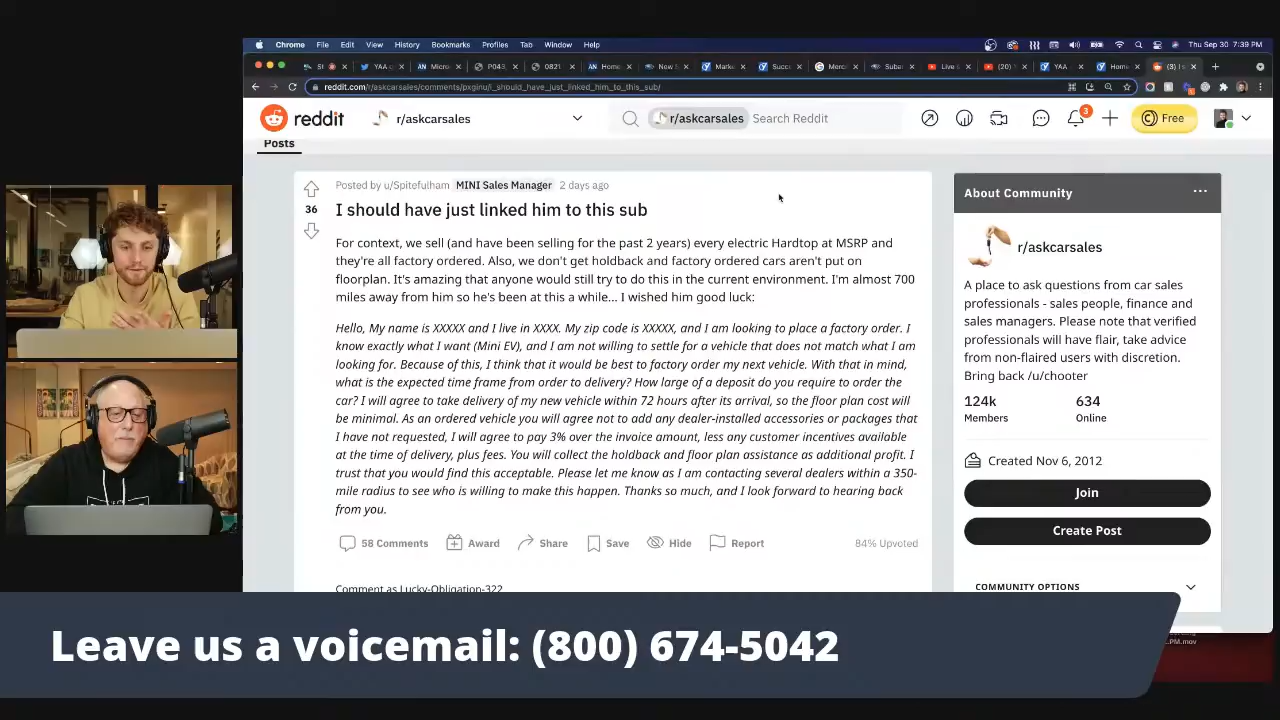 Chrome File Edit View History Bookmarks Profiles Tab Window Help
Thu Sep 30 7:39 PM
YAA
Micro
P043
0821
AN Home
Now
Marke
Succ
Merc
Suba
Live
(20)
YAA
Home
(3) I s
reddit.com/r/askcarsales/comments/pxginu/i_should_have_just_linked_him_to_this_sub/
reddit
r/askcarsales
r/askcarsales Search Reddit
3
Free
Posts
Posted by u/Spitefulham MINI Sales Manager 2 days ago
36
I should have just linked him to this sub
For context, we sell (and have been selling for the past 2 years) every electric Hardtop at MSRP and
they're all factory ordered. Also, we don't get holdback and factory ordered cars aren't put on
floorplan. It's amazing that anyone would still try to do this in the current environment. I'm almost 700
miles away from him so he's been at this a while... I wished him good luck:
Hello, My name is XXXXX and I live in XXXX. My zip code is XXXXX, and I am looking to place a factory order. I
know exactly what I want (Mini EV), and I am not willing to settle for a vehicle that does not match what I am
looking for. Because of this, I think that it would be best to factory order my next vehicle. With that in mind,
what is the expected time frame from order to delivery? How large of a deposit do you require to order the
car? I will agree to take delivery of my new vehicle within 72 hours after its arrival, so the floor plan cost will
be minimal. As an ordered vehicle you will agree not to add any dealer-installed accessories or packages that
I have not requested, I will agree to pay 3% over the invoice amount, less any customer incentives available
at the time of delivery, plus fees. You will collect the holdback and floor plan assistance as additional profit. I
trust that you would find this acceptable. Please let me know as I am contacting several dealers within a 350-
mile radius to see who is willing to make this happen. Thanks so much, and I look forward to hearing back
from you.
58 Comments Award Share Save Hide Report 84% Upvoted
Comment as Lucky-Obligation-322
About Community
r/askcarsales
A place to ask questions from car sales
professionals - sales people, finance and
sales managers. Please note that verified
professionals will have flair, take advice
from non-flaired users with discretion.
Bring back /u/chooter
124k 634
Members Online
Created Nov 6, 2012
Join
Create Post
COMMUNITY OPTIONS
PM.mov
Leave us a voicemail: (800) 674-5042